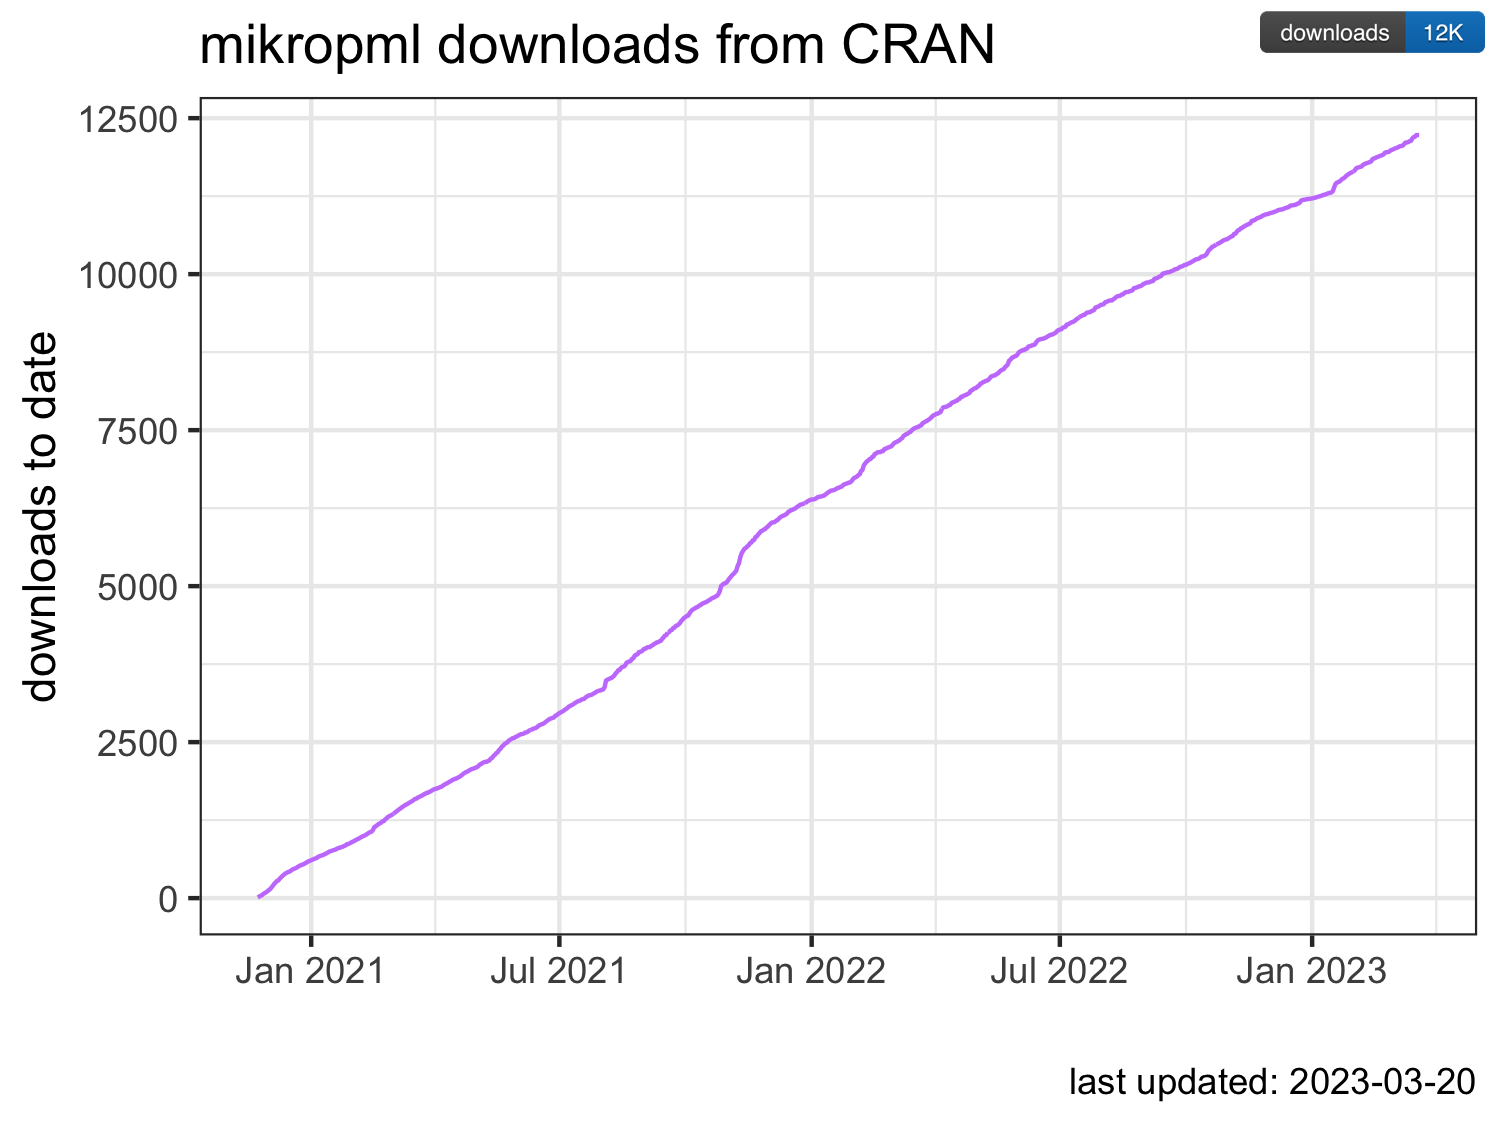 mikropml downloads from CRAN
downloads 12K
downloads to date
12500
10000
7500
5000
2500
0
Jan 2021 Jul 2021 Jan 2022 Jul 2022 Jan 2023
last updated: 2023-03-20